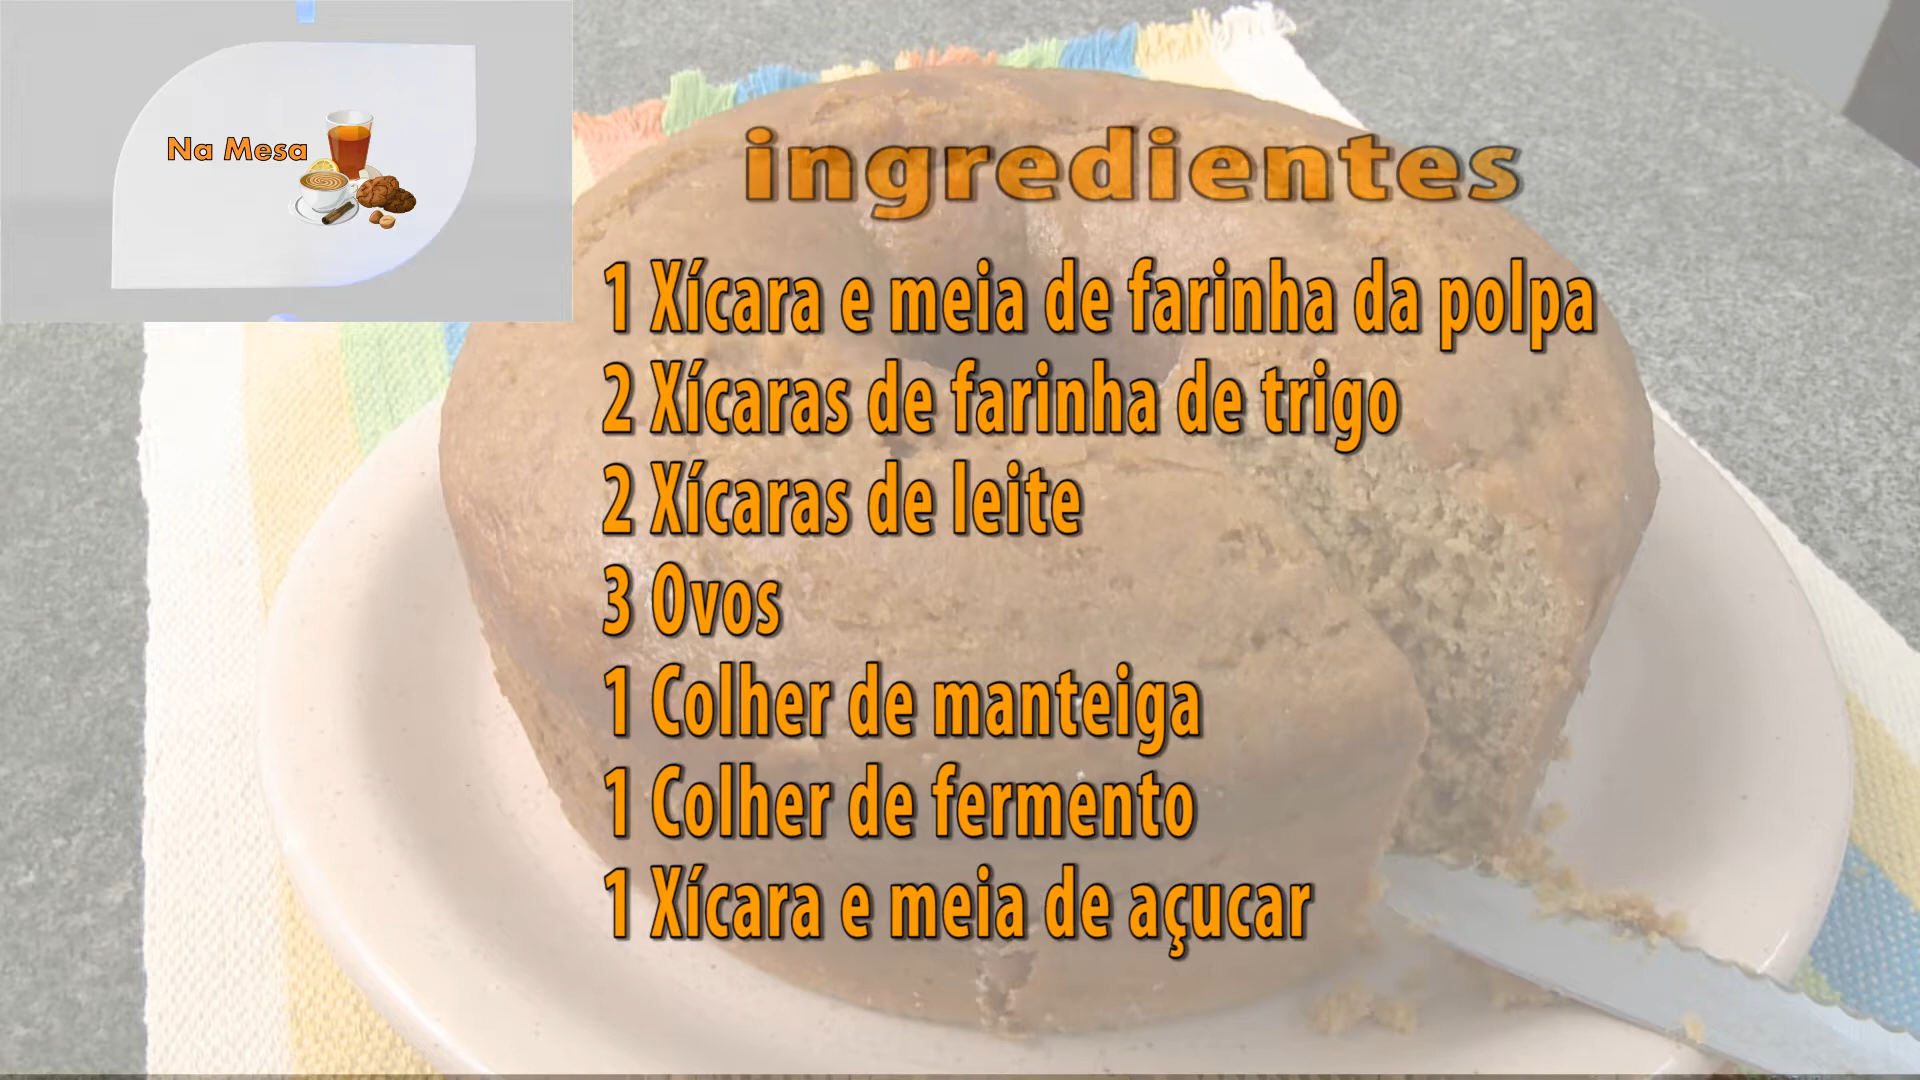 Na Mesa
ingredientes
1 Xícara e meia de farinha da polpa
2 Xícaras de farinha de trigo
2 Xícaras de leite
3 Ovos
1 Colher de manteiga
1 Colher de fermento
1 Xícara e meia de açucar